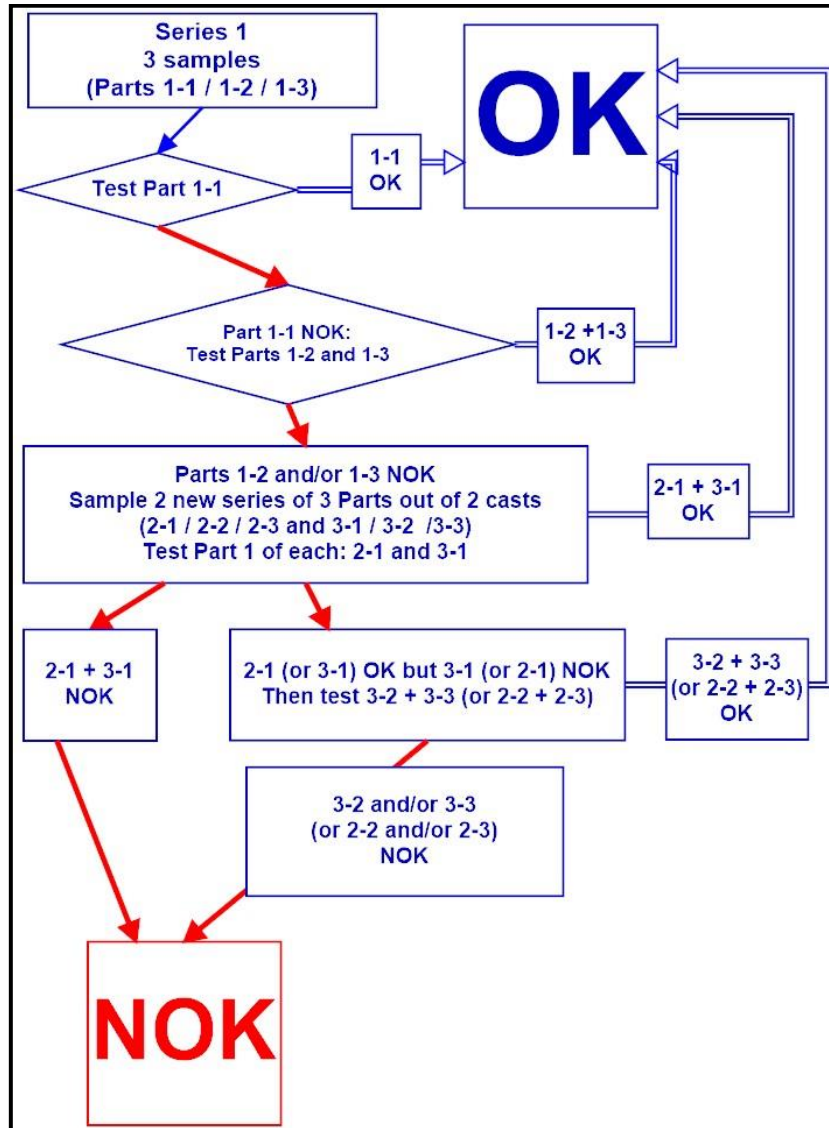 Series 1
3 samples
(Parts 1-1 / 1-2 / 1-3)
OK
1-1
OK
Test Part 1-1
Part 1-1 NOK:
Test Parts 1-2 and 1-3
1-2 +1-3
OK
Parts 1-2 and/or 1-3 NOK
Sample 2 new series of 3 Parts out of 2 casts
(2-1 / 2-2 / 2-3 and 3-1 / 3-2 /3-3)
Test Part 1 of each: 2-1 and 3-1
2-1 + 3-1
OK
2-1 + 3-1
NOK
2-1 (or 3-1) OK but 3-1 (or 2-1) NOK
Then test 3-2 + 3-3 (or 2-2 + 2-3)
3-2 + 3-3
(or 2-2 + 2-3)
OK
3-2 and/or 3-3
(or 2-2 and/or 2-3)
NOK
NOK